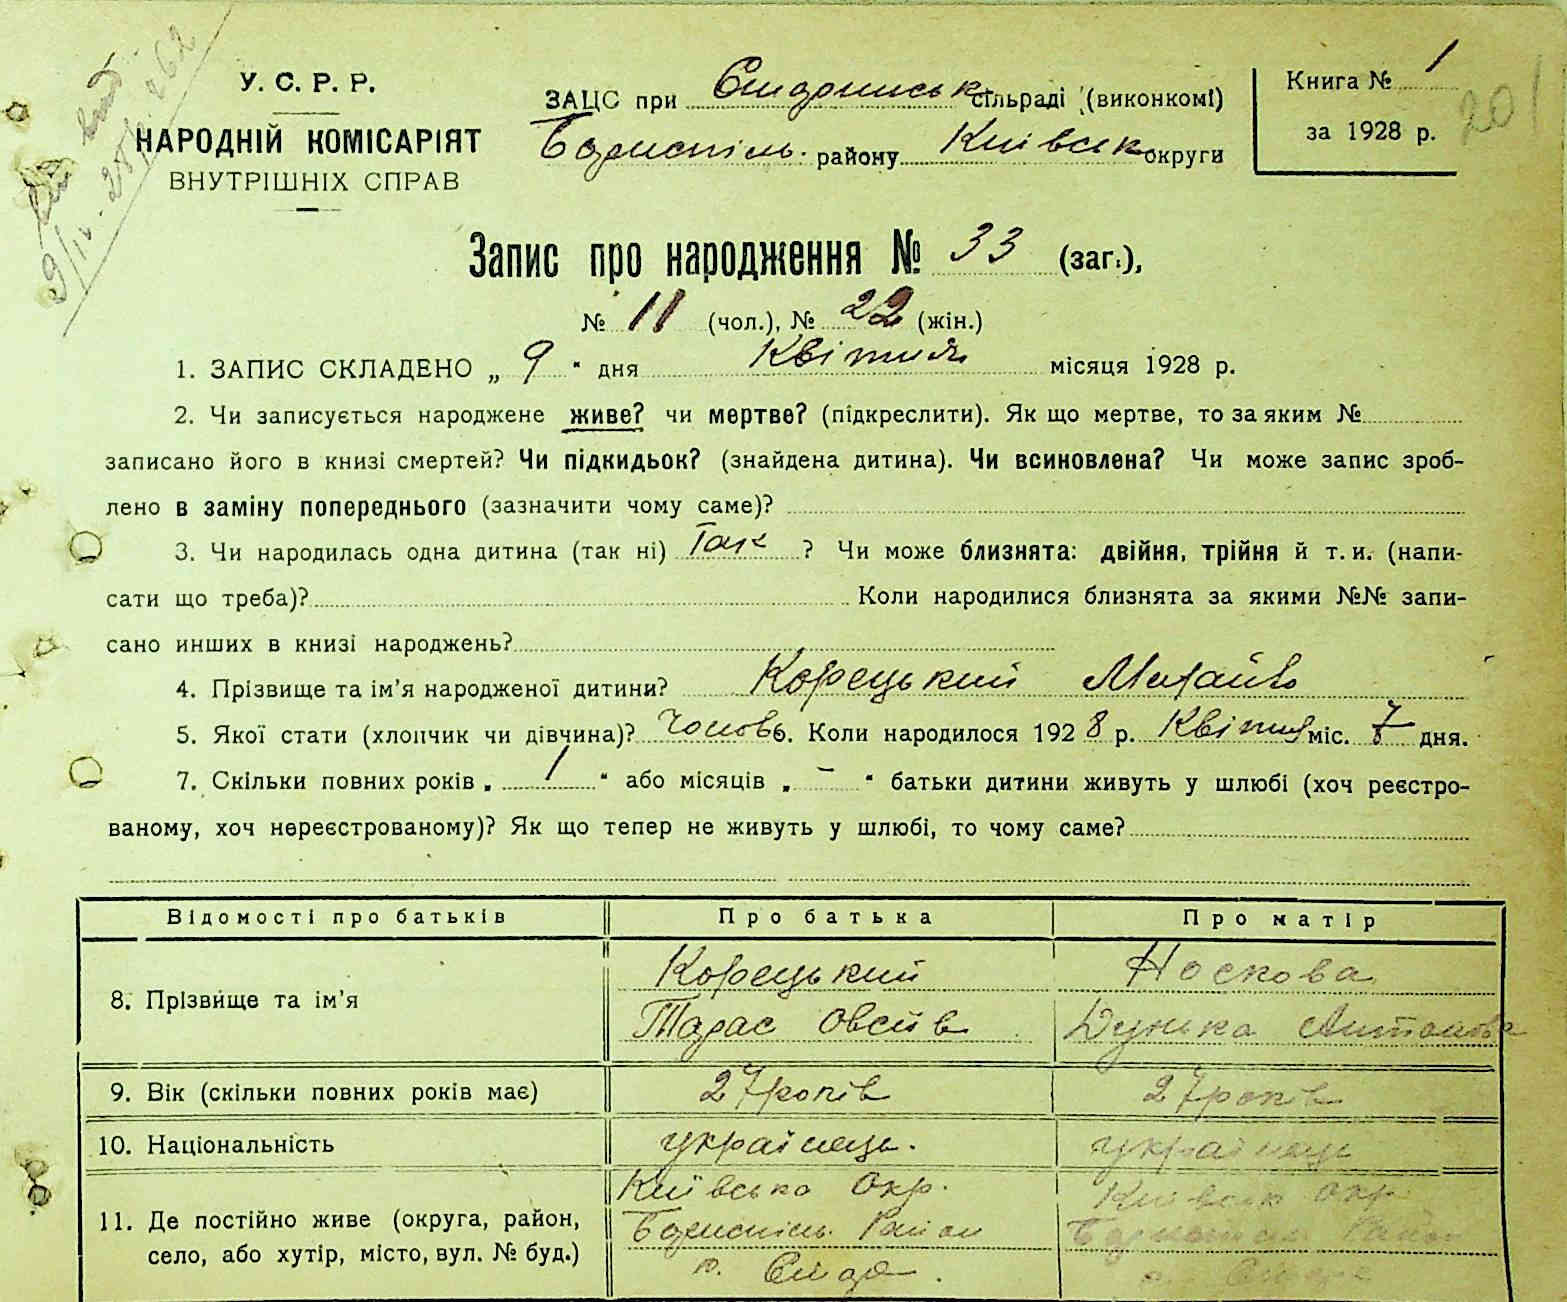 У. С. Р. Р.
НАРОДНІЙ КОМІСАРІЯТ
ВНУТРІШНІХ СПРАВ
ЗАЦС при сільраді (виконкомі)
Бориспіль. району Київськ округи
Книга № 1
за 1928 р.
201
Запис про народження № 33 (заг.),
№ 11 (чол.), № 22 (жін.)
1. ЗАПИС СКЛАДЕНО „ 9 " дня Квітня місяця 1928 р.
2. Чи записується народжене живе? чи мертве? (підкреслити). Як що мертве, то за яким №
записано його в книзі смертей? Чи підкидьок? (знайдена дитина). Чи всиновлена? Чи може запис зроб-
лено в заміну попереднього (зазначити чому саме)?
3. Чи народилась одна дитина (так ні) Так ? Чи може близнята: двійня, трійня й т. и. (напи-
сати що треба)? Коли народилися близнята за якими №№ запи-
сано инших в книзі народжень?
4. Прізвище та ім'я народженої дитини? Корецький Михайло
5. Якої стати (хлопчик чи дівчина)? Чолов 6. Коли народилося 1928 р. Квітня міс. 7 дня.
7. Скільки повних років „ 1 " або місяців „ – " батьки дитини живуть у шлюбі (хоч реєстро-
ваному, хоч нереєстрованому)? Як що тепер не живуть у шлюбі, то чому саме?
Відомості про батьків Про батька Про матір
8. Прізвище та ім'я Корецький Тарас Овсіїв Носкова Дунька Антонова
9. Вік (скільки повних років має) 27 років 27 років
10. Національність українець. українець
11. Де постійно живе (округа, район,
село, або хутір, місто, вул. № буд.)
Київська Окр. Київськ Окр.
Бориспіль. Район Бориспіль Район